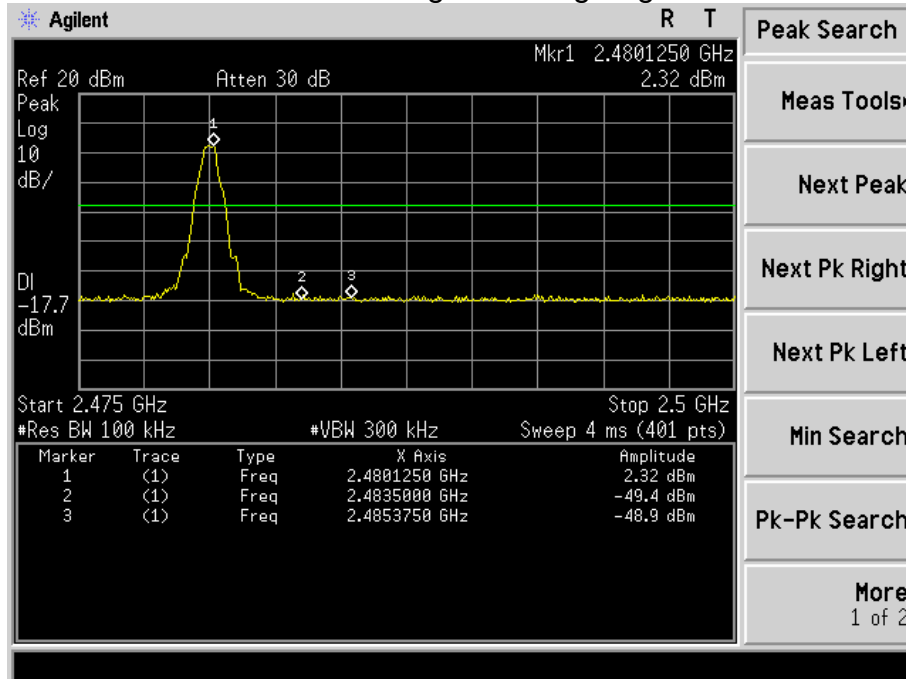 Agilent
R T
Peak Search
Mkr1 2.4801250 GHz
Ref 20 dBm Atten 30 dB 2.32 dBm
Peak
Log
10
dB/
1
2
3
DI
-17.7
dBm
Start 2.475 GHz Stop 2.5 GHz
#Res BW 100 kHz #VBW 300 kHz Sweep 4 ms (401 pts)
Marker Trace Type X Axis Amplitude
1 (1) Freq 2.4801250 GHz 2.32 dBm
2 (1) Freq 2.4835000 GHz -49.4 dBm
3 (1) Freq 2.4853750 GHz -48.9 dBm
Meas Tools
Next Peak
Next Pk Right
Next Pk Left
Min Search
Pk-Pk Search
More
1 of 2